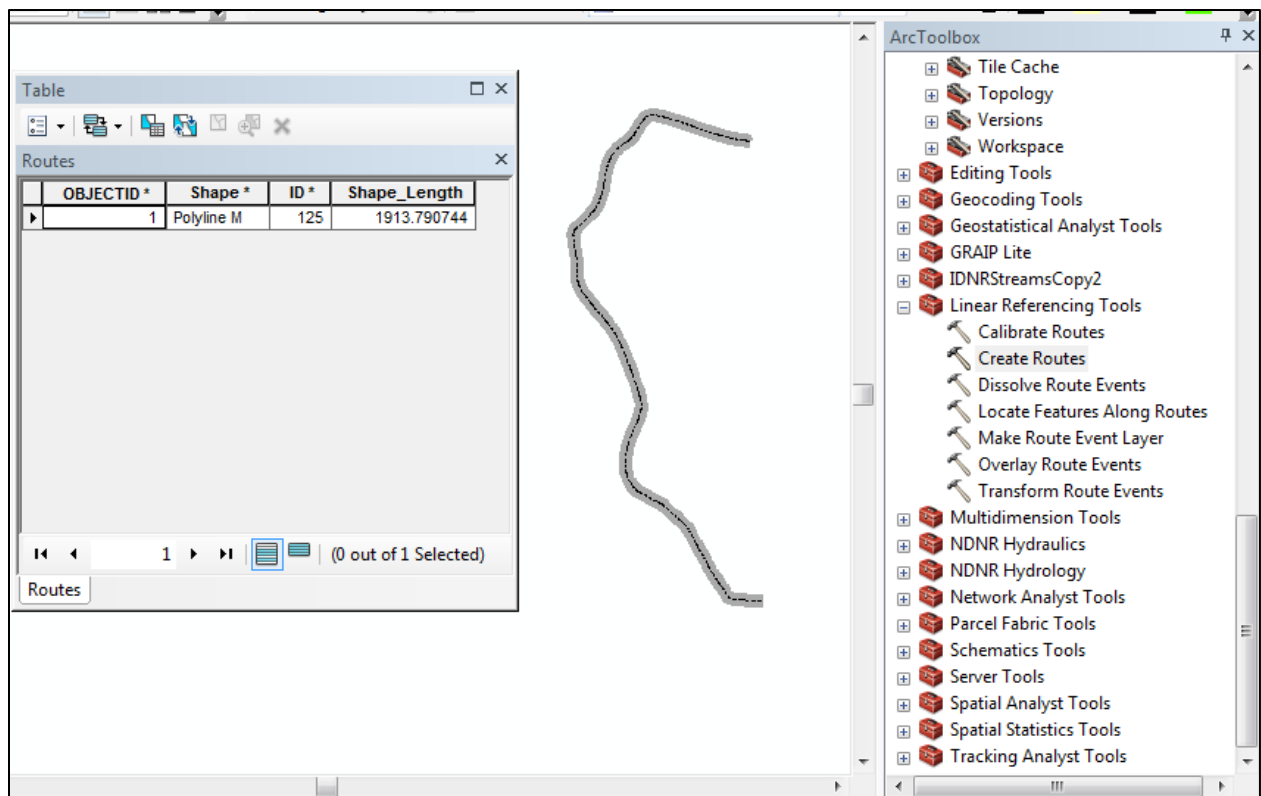 Table
Routes
OBJECTID * Shape * ID * Shape_Length
1 Polyline M 125 1913.790744
1 (0 out of 1 Selected)
Routes
ArcToolbox
Tile Cache
Topology
Versions
Workspace
Editing Tools
Geocoding Tools
Geostatistical Analyst Tools
GRAIP Lite
IDNRStreamsCopy2
Linear Referencing Tools
Calibrate Routes
Create Routes
Dissolve Route Events
Locate Features Along Routes
Make Route Event Layer
Overlay Route Events
Transform Route Events
Multidimension Tools
NDNR Hydraulics
NDNR Hydrology
Network Analyst Tools
Parcel Fabric Tools
Schematics Tools
Server Tools
Spatial Analyst Tools
Spatial Statistics Tools
Tracking Analyst Tools